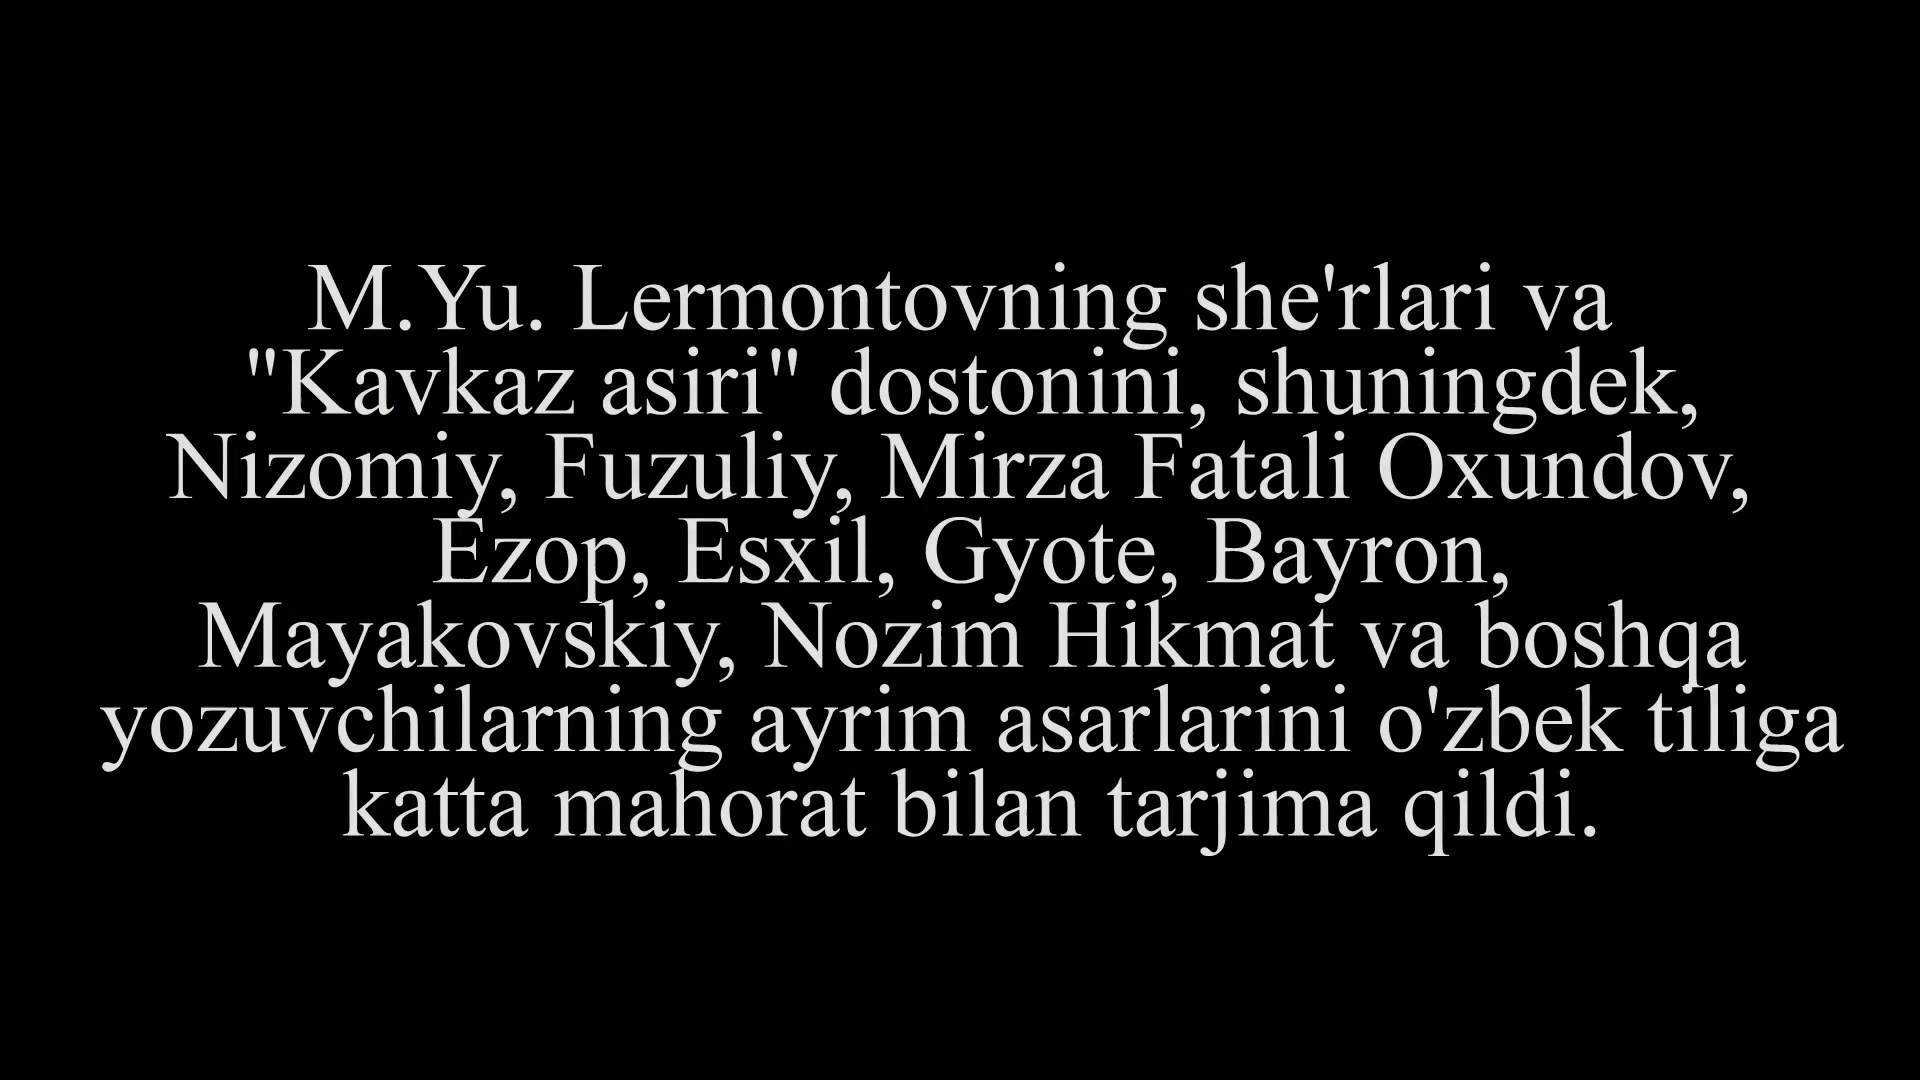 M.Yu. Lermontovning she'rlari va
"Kavkaz asiri" dostonini, shuningdek,
Nizomiy, Fuzuliy, Mirza Fatali Oxundov,
Ezop, Esxil, Gyote, Bayron,
Mayakovskiy, Nozim Hikmat va boshqa
yozuvchilarning ayrim asarlarini o'zbek tiliga
katta mahorat bilan tarjima qildi.